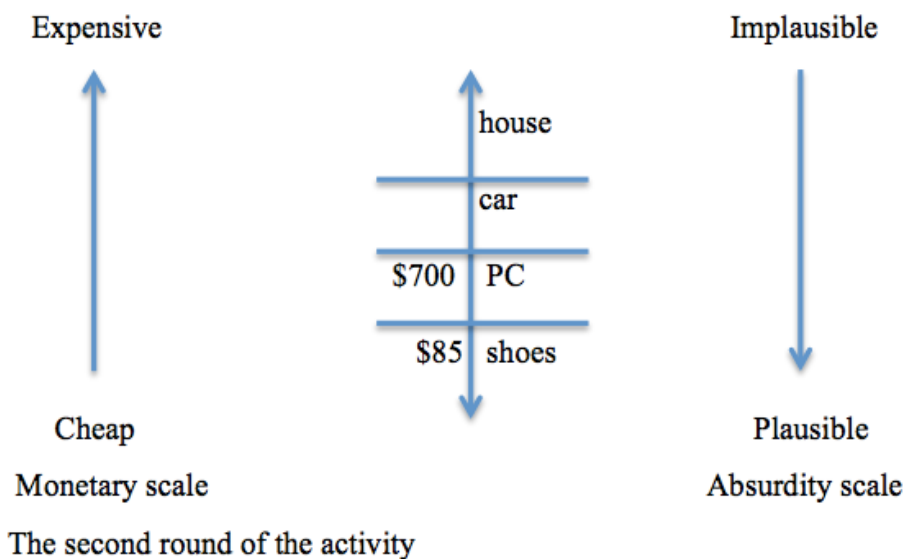 Expensive Implausible
house
car
$700 PC
$85 shoes
Cheap Plausible
Monetary scale Absurdity scale
The second round of the activity